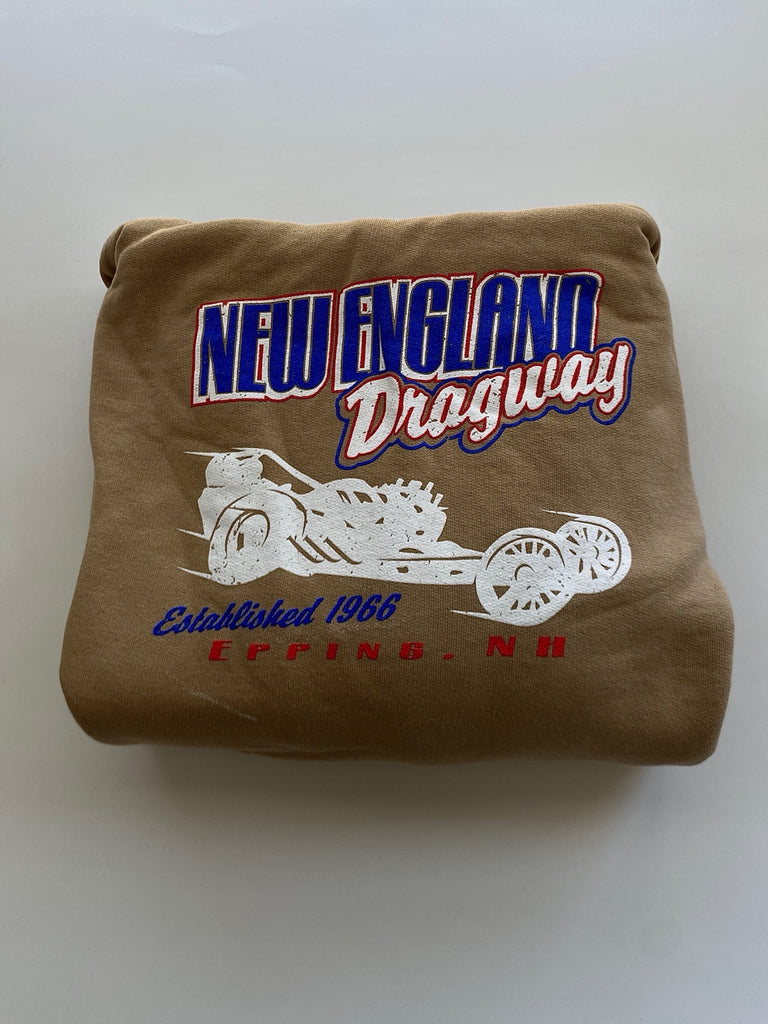 NEW ENGLAND
Dragway
Established 1966
EPPING, NH